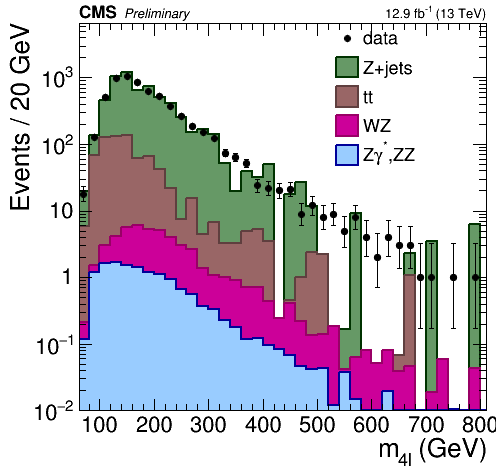 CMS Preliminary 12.9 fb⁻¹ (13 TeV)
Events / 20 GeV
data
Z+jets
tt
WZ
Zγ*,ZZ
10³
10²
10
1
10⁻¹
10⁻²
100 200 300 400 500 600 700 800
m₄ₗ (GeV)